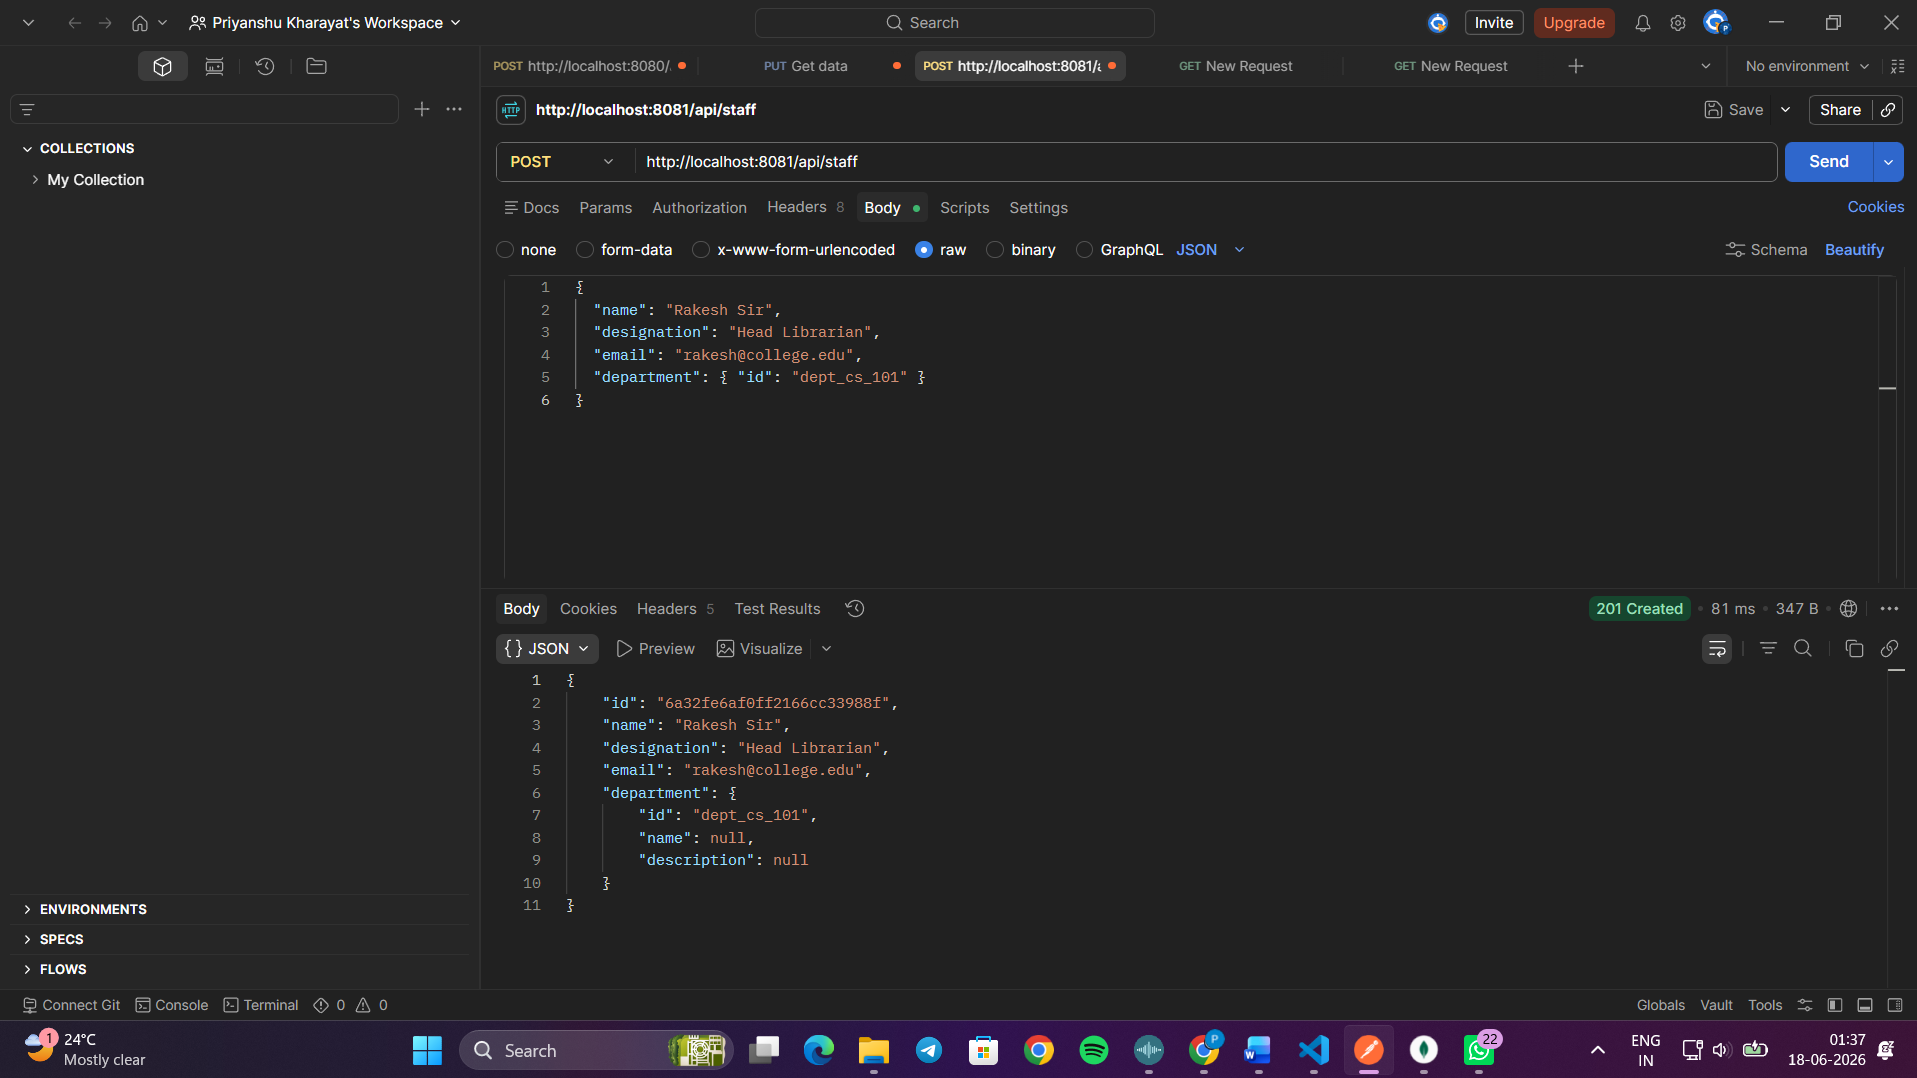 Priyanshu Kharayat's Workspace
Search
Invite
Upgrade
POST http://localhost:8080/
PUT Get data
POST http://localhost:8081/a
GET New Request
GET New Request
No environment
HTTP http://localhost:8081/api/staff
Save
Share
COLLECTIONS
My Collection
POST
http://localhost:8081/api/staff
Send
Docs
Params
Authorization
Headers 8
Body
Scripts
Settings
Cookies
none
form-data
x-www-form-urlencoded
raw
binary
GraphQL
JSON
Schema
Beautify
1 {
2 "name": "Rakesh Sir",
3 "designation": "Head Librarian",
4 "email": "rakesh@college.edu",
5 "department": { "id": "dept_cs_101" }
6 }
Body
Cookies
Headers 5
Test Results
201 Created
81 ms
347 B
{} JSON
Preview
Visualize
1 {
2 "id": "6a32fe6af0ff2166cc33988f",
3 "name": "Rakesh Sir",
4 "designation": "Head Librarian",
5 "email": "rakesh@college.edu",
6 "department": {
7 "id": "dept_cs_101",
8 "name": null,
9 "description": null
10 }
11 }
ENVIRONMENTS
SPECS
FLOWS
Connect Git
Console
Terminal
0
0
Globals
Vault
Tools
1
24°C
Mostly clear
Search
P
W
22
ENG
IN
01:37
18-06-2026